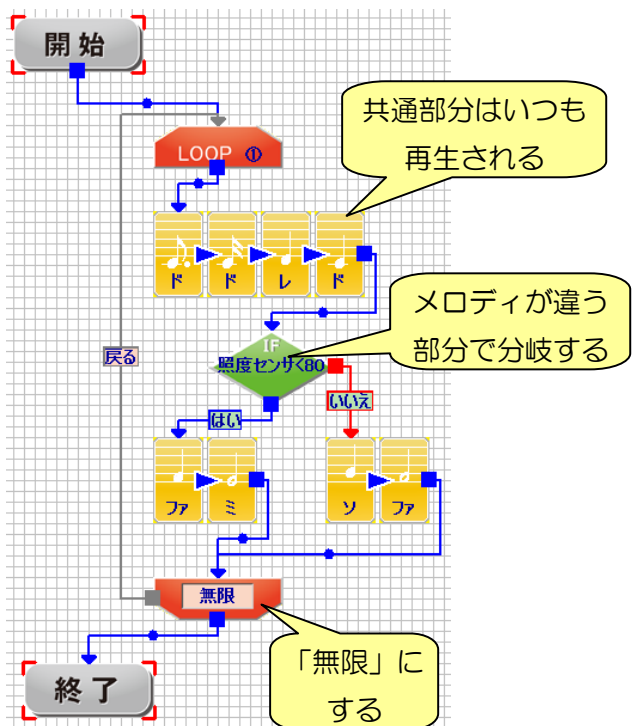 開始
LOOP ①
共通部分はいつも
再生される
ド ド レ ド
メロディが違う
部分で分岐する
戻る
IF
照度センサ<80
はい
いいえ
ファ ミ
ソ ファ
無限
「無限」に
する
終了